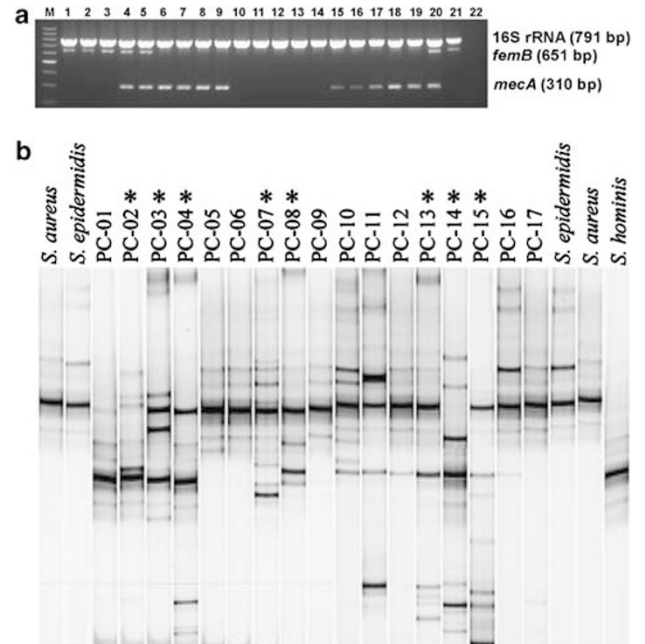 a
M 1 2 3 4 5 6 7 8 9 10 11 12 13 14 15 16 17 18 19 20 21 22
16S rRNA (791 bp)
femB (651 bp)
mecA (310 bp)
b
S. aureus
S. epidermidis
PC-01
PC-02 *
PC-03 *
PC-04 *
PC-05
PC-06
PC-07 *
PC-08 *
PC-09
PC-10
PC-11
PC-12
PC-13 *
PC-14 *
PC-15 *
PC-16
PC-17
S. epidermidis
S. aureus
S. hominis